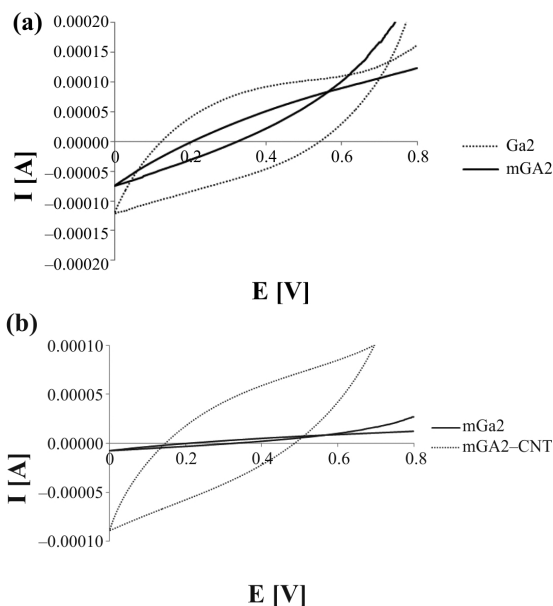 (a)
0.00020
0.00015
0.00010
0.00005
0.00000
−0.00005
−0.00010
−0.00015
−0.00020
0 0.2 0.4 0.6 0.8
I [A]
E [V]
Ga2
mGA2
(b)
0.00010
0.00005
0.00000
−0.00005
−0.00010
0 0.2 0.4 0.6 0.8
I [A]
E [V]
mGa2
mGA2–CNT